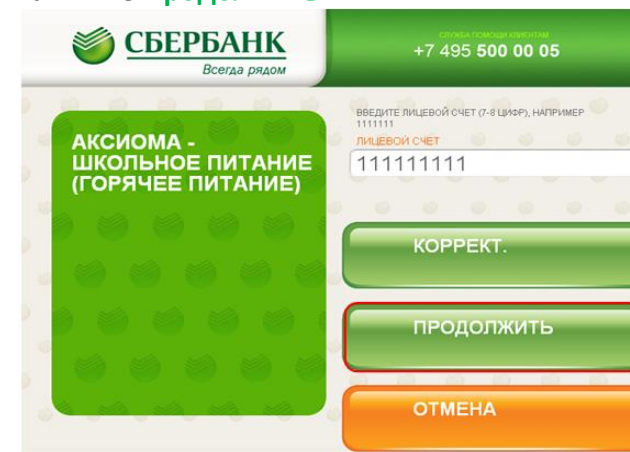 СБЕРБАНК
Всегда рядом
СЛУЖБА ПОМОЩИ КЛИЕНТАМ
+7 495 500 00 05
АКСИОМА -
ШКОЛЬНОЕ ПИТАНИЕ
(ГОРЯЧЕЕ ПИТАНИЕ)
ВВЕДИТЕ ЛИЦЕВОЙ СЧЕТ (7-8 ЦИФР), НАПРИМЕР
1111111
ЛИЦЕВОЙ СЧЕТ
111111111
КОРРЕКТ.
ПРОДОЛЖИТЬ
ОТМЕНА